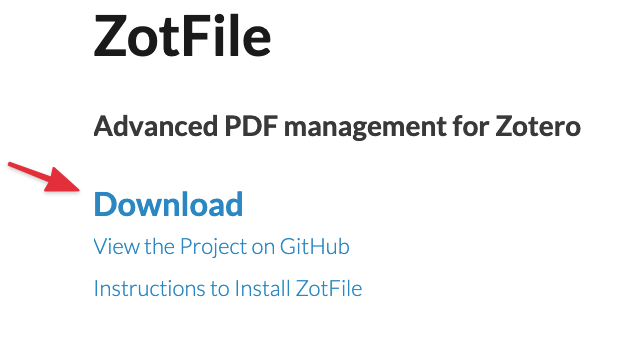 ZotFile
Advanced PDF management for Zotero
Download
View the Project on GitHub
Instructions to Install ZotFile